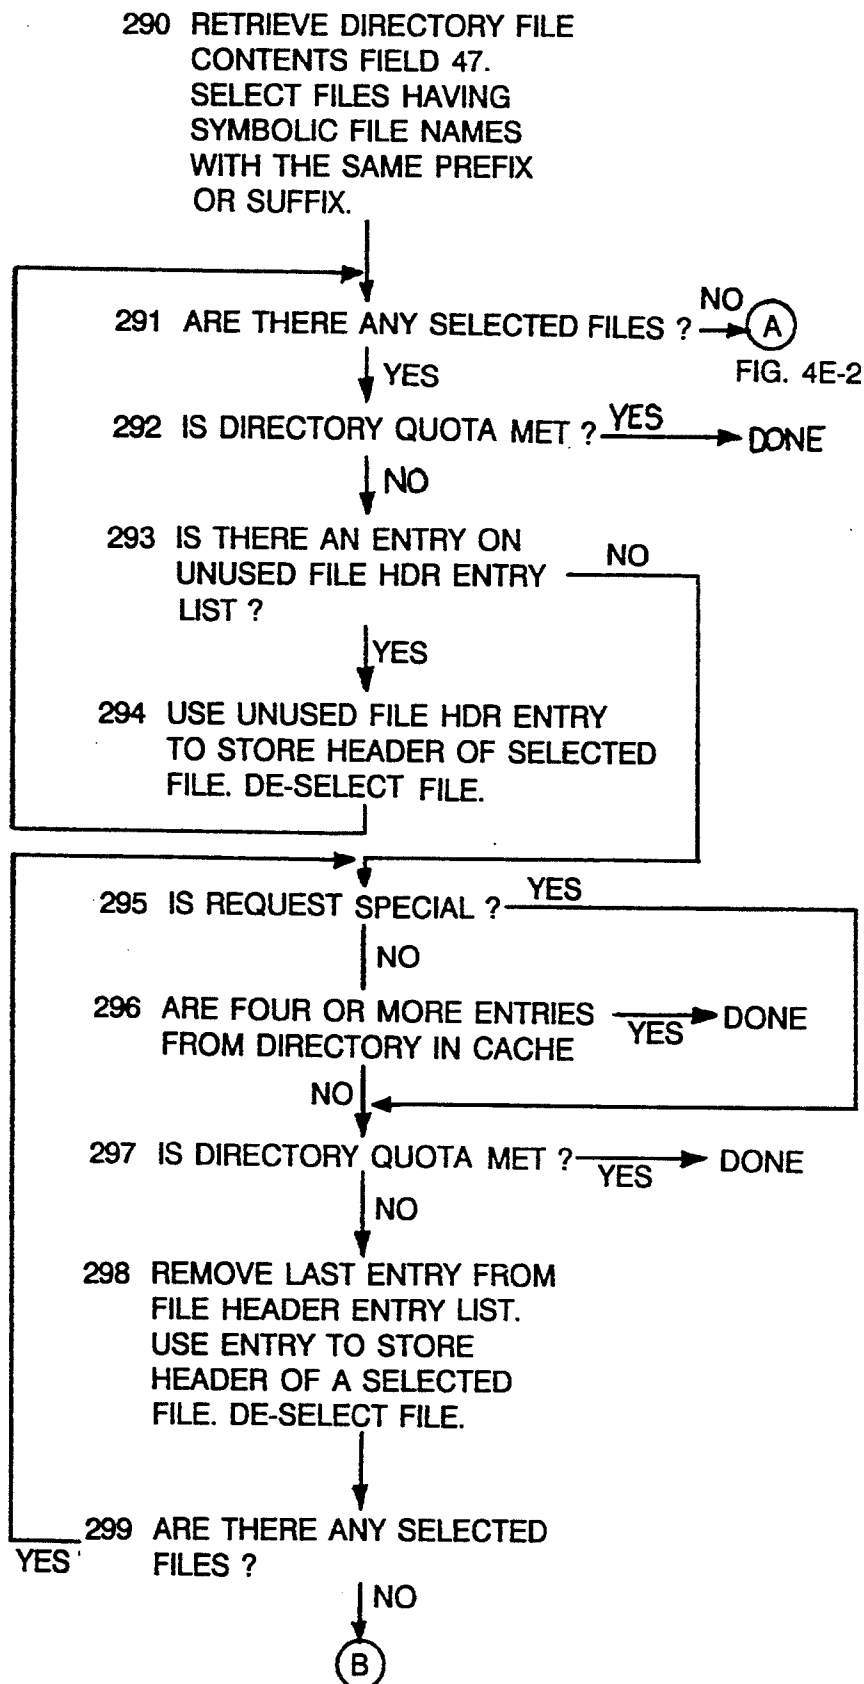 290 RETRIEVE DIRECTORY FILE
CONTENTS FIELD 47.
SELECT FILES HAVING
SYMBOLIC FILE NAMES
WITH THE SAME PREFIX
OR SUFFIX.
291 ARE THERE ANY SELECTED FILES ? NO A
FIG. 4E-2
YES
292 IS DIRECTORY QUOTA MET ? YES DONE
NO
293 IS THERE AN ENTRY ON
UNUSED FILE HDR ENTRY NO
LIST ?
YES
294 USE UNUSED FILE HDR ENTRY
TO STORE HEADER OF SELECTED
FILE. DE-SELECT FILE.
295 IS REQUEST SPECIAL ? YES
NO
296 ARE FOUR OR MORE ENTRIES YES DONE
FROM DIRECTORY IN CACHE
NO
297 IS DIRECTORY QUOTA MET ? YES DONE
NO
298 REMOVE LAST ENTRY FROM
FILE HEADER ENTRY LIST.
USE ENTRY TO STORE
HEADER OF A SELECTED
FILE. DE-SELECT FILE.
299 ARE THERE ANY SELECTED
YES FILES ?
NO
B